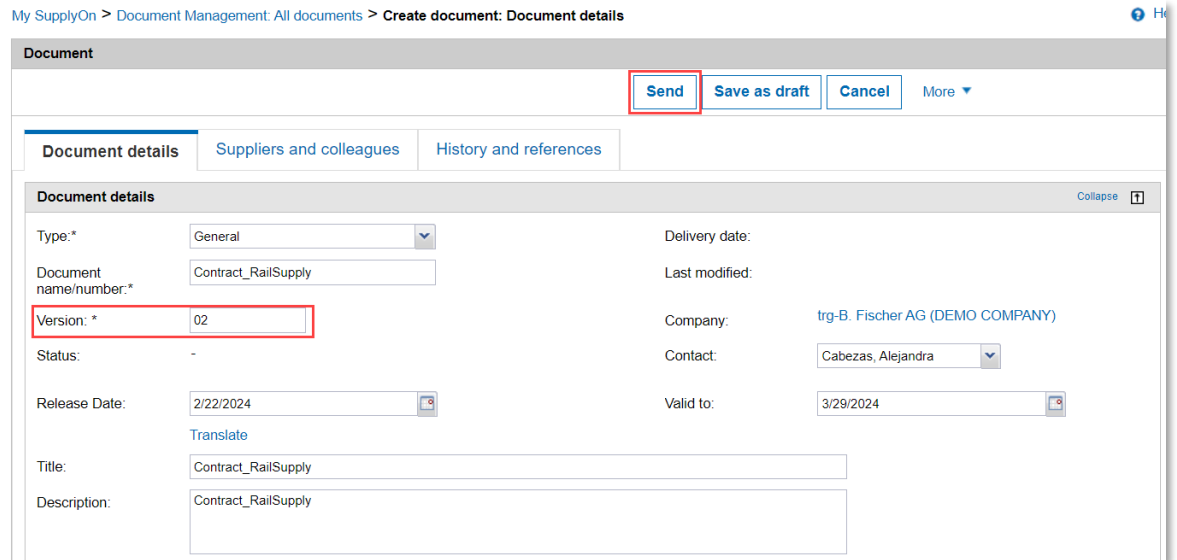 My SupplyOn > Document Management: All documents > Create document: Document details
Document
Send Save as draft Cancel More
Document details Suppliers and colleagues History and references
Document details Collapse
Type:* General Delivery date:
Document name/number:* Contract_RailSupply Last modified:
Version: * 02 Company: trg-B. Fischer AG (DEMO COMPANY)
Status: - Contact: Cabezas, Alejandra
Release Date: 2/22/2024 Valid to: 3/29/2024
Translate
Title: Contract_RailSupply
Description: Contract_RailSupply